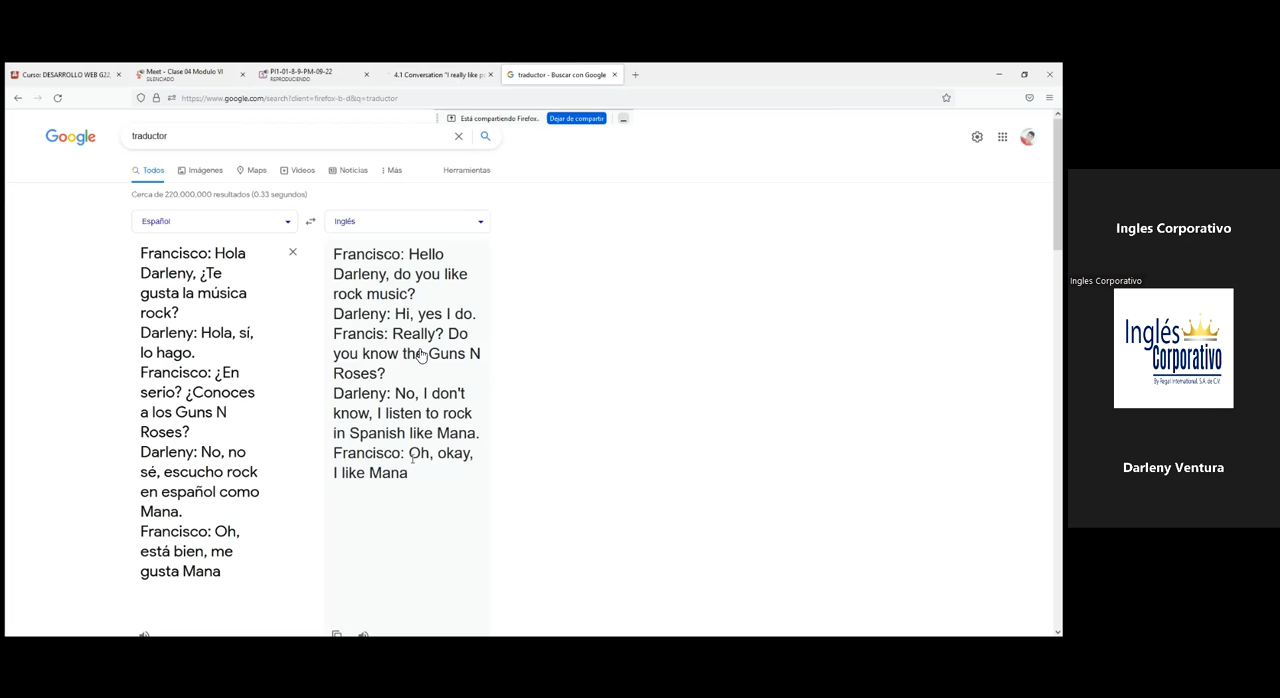 Curso: DESARROLLO WEB G22,
Meet - Clase 04 Modulo VI
SILENCIADO
PI1-01-8-9-PM-09-22
REPRODUCIENDO
4.1 Conversation "I really like p
traductor - Buscar con Google
https://www.google.com/search?client=firefox-b-d&q=traductor
Está compartiendo Firefox.
Dejar de compartir
Google
traductor
Todos
Imágenes
Maps
Videos
Noticias
Más
Herramientas
Cerca de 220,000,000 resultados (0.33 segundos)
Español
Inglés
Francisco: Hola
Darleny, ¿Te
gusta la música
rock?
Darleny: Hola, sí,
lo hago.
Francisco: ¿En
serio? ¿Conoces
a los Guns N
Roses?
Darleny: No, no
sé, escucho rock
en español como
Mana.
Francisco: Oh,
está bien, me
gusta Mana
Francisco: Hello
Darleny, do you like
rock music?
Darleny: Hi, yes I do.
Francis: Really? Do
you know the Guns N
Roses?
Darleny: No, I don't
know, I listen to rock
in Spanish like Mana.
Francisco: Oh, okay,
I like Mana
Ingles Corporativo
Ingles Corporativo
Inglés
Corporativo
By Regal International, S.A. de C.V.
Darleny Ventura